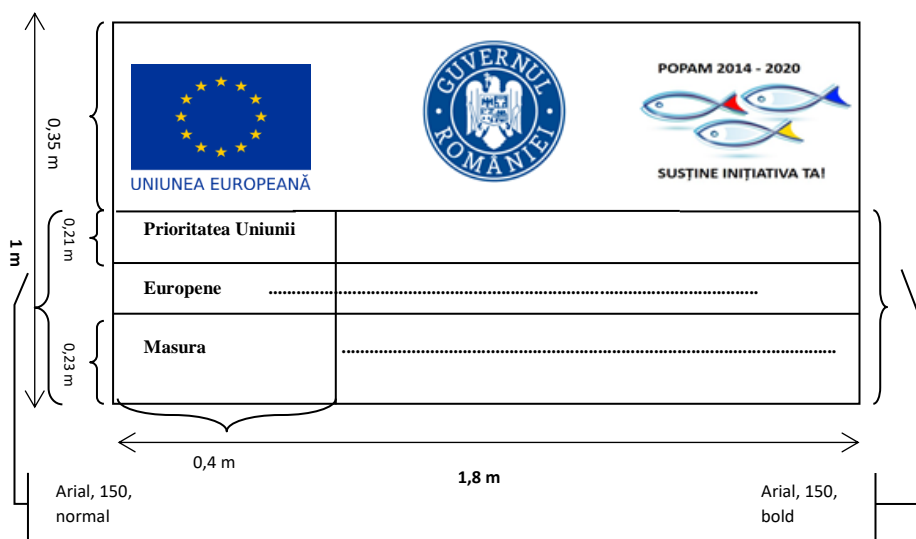 POPAM 2014 - 2020
GUVERNUL ROMÂNIEI
UNIUNEA EUROPEANĂ
SUSȚINE INIȚIATIVA TA!
0,35 m
1 m
0,21 m
Prioritatea Uniunii
Europene ........................................................................................................
0,23 m
Masura .........................................................................................................
0,4 m
1,8 m
Arial, 150,
normal
Arial, 150,
bold